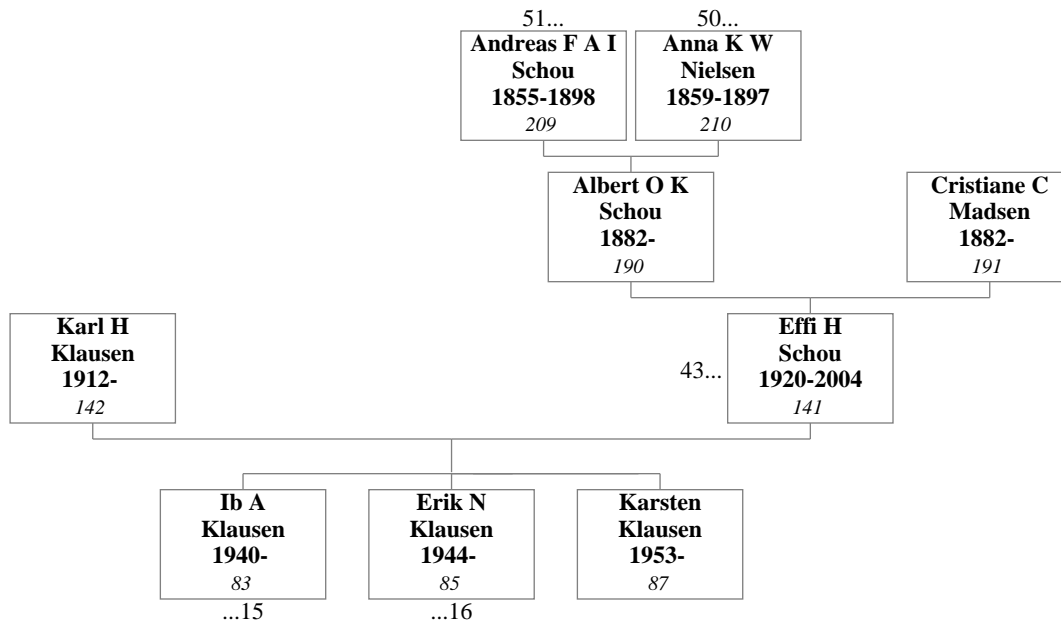 51...
Andreas F A I
Schou
1855-1898
209
50...
Anna K W
Nielsen
1859-1897
210
Albert O K
Schou
1882-
190
Cristiane C
Madsen
1882-
191
Karl H
Klausen
1912-
142
43...
Effi H
Schou
1920-2004
141
Ib A
Klausen
1940-
83
...15
Erik N
Klausen
1944-
85
...16
Karsten
Klausen
1953-
87